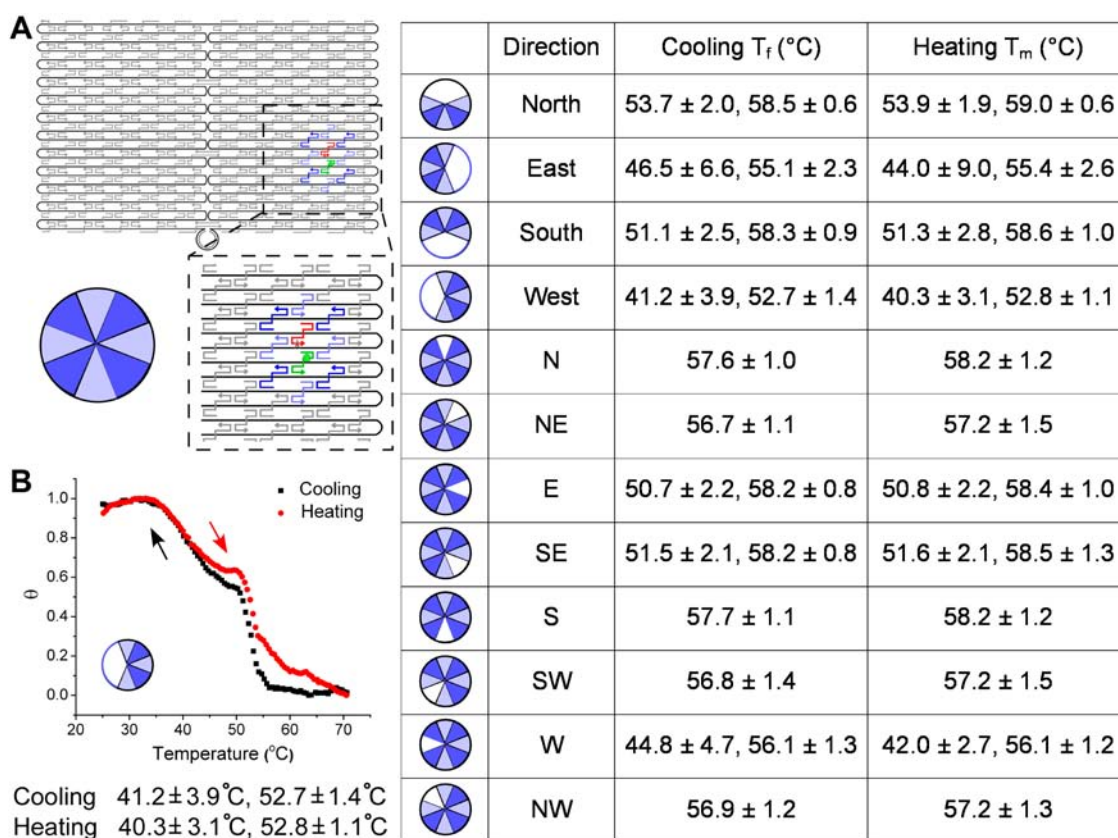 A
B
1.0
0.8
0.6
0.4
0.2
0.0
θ
Cooling
Heating
20 30 40 50 60 70
Temperature (°C)
Cooling 41.2±3.9°C, 52.7±1.4°C
Heating 40.3±3.1°C, 52.8±1.1°C
Direction Cooling Tf (°C) Heating Tm (°C)
North 53.7 ± 2.0, 58.5 ± 0.6 53.9 ± 1.9, 59.0 ± 0.6
East 46.5 ± 6.6, 55.1 ± 2.3 44.0 ± 9.0, 55.4 ± 2.6
South 51.1 ± 2.5, 58.3 ± 0.9 51.3 ± 2.8, 58.6 ± 1.0
West 41.2 ± 3.9, 52.7 ± 1.4 40.3 ± 3.1, 52.8 ± 1.1
N 57.6 ± 1.0 58.2 ± 1.2
NE 56.7 ± 1.1 57.2 ± 1.5
E 50.7 ± 2.2, 58.2 ± 0.8 50.8 ± 2.2, 58.4 ± 1.0
SE 51.5 ± 2.1, 58.2 ± 0.8 51.6 ± 2.1, 58.5 ± 1.3
S 57.7 ± 1.1 58.2 ± 1.2
SW 56.8 ± 1.4 57.2 ± 1.5
W 44.8 ± 4.7, 56.1 ± 1.3 42.0 ± 2.7, 56.1 ± 1.2
NW 56.9 ± 1.2 57.2 ± 1.3